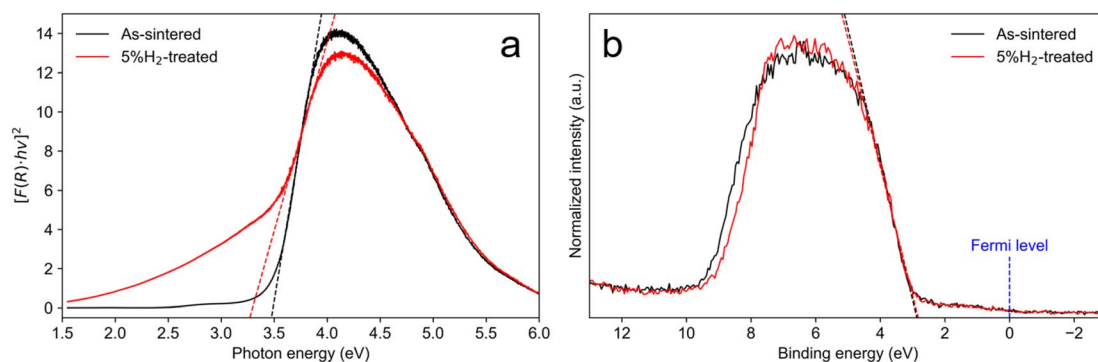 a
As-sintered
5%H₂-treated
[F(R)·hν]²
14
12
10
8
6
4
2
0
1.5 2.0 2.5 3.0 3.5 4.0 4.5 5.0 5.5 6.0
Photon energy (eV)
b
As-sintered
5%H₂-treated
Normalized intensity (a.u.)
Fermi level
12 10 8 6 4 2 0 −2
Binding energy (eV)